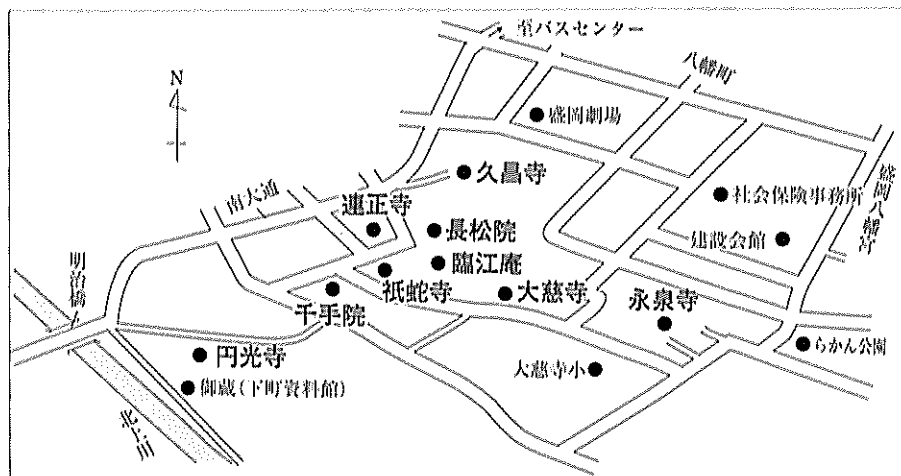 至バスセンター
八幡町
N
盛岡劇場
久昌寺
盛岡八幡宮
社会保険事務所
南大通
連正寺
長松院
建設会館
臨江庵
明治橋
祇蛇寺
大慈寺
千手院
永泉寺
円光寺
らかん公園
大慈寺小
御蔵(下町資料館)
北上川